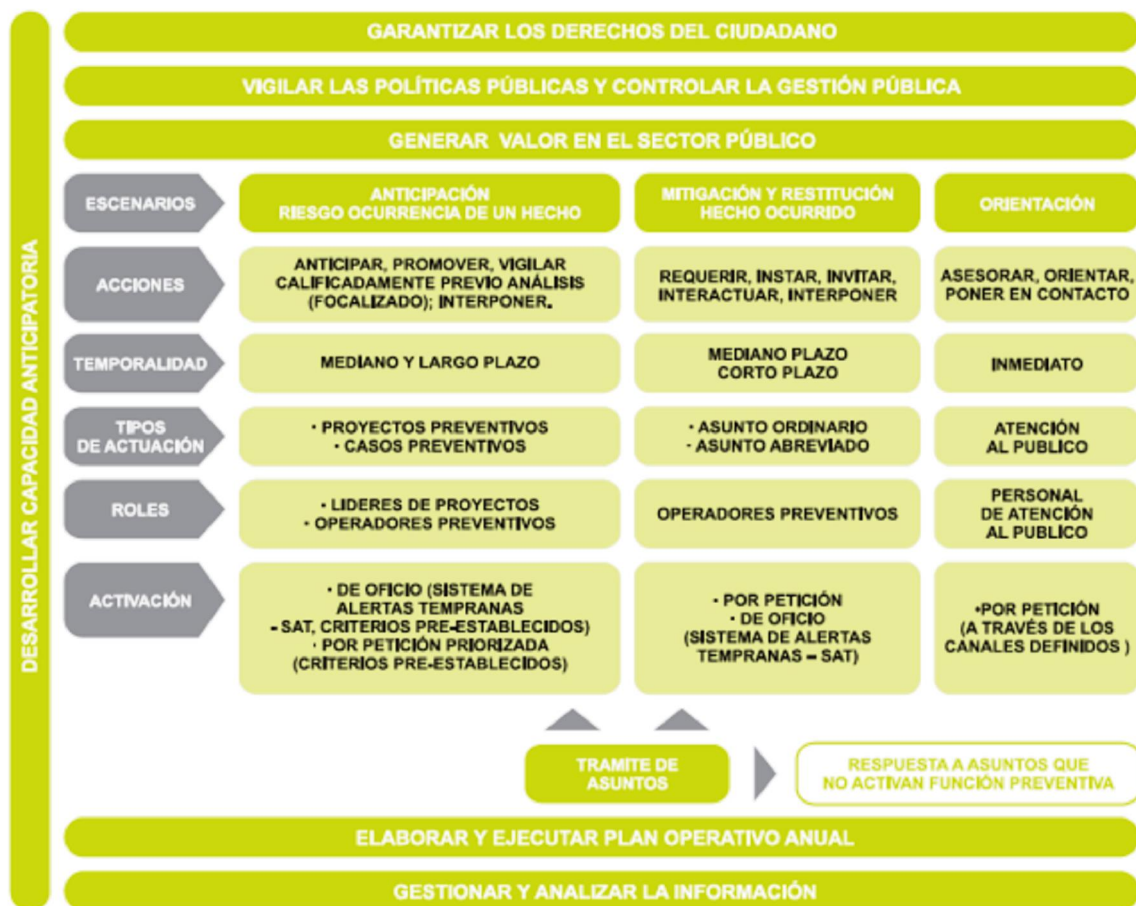 DESARROLLAR CAPACIDAD ANTICIPATORIA
GARANTIZAR LOS DERECHOS DEL CIUDADANO
VIGILAR LAS POLÍTICAS PÚBLICAS Y CONTROLAR LA GESTIÓN PÚBLICA
GENERAR VALOR EN EL SECTOR PÚBLICO
ESCENARIOS
ANTICIPACIÓN
RIESGO OCURRENCIA DE UN HECHO
MITIGACIÓN Y RESTITUCIÓN
HECHO OCURRIDO
ORIENTACIÓN
ACCIONES
ANTICIPAR, PROMOVER, VIGILAR
CALIFICADAMENTE PREVIO ANÁLISIS
(FOCALIZADO); INTERPONER.
REQUERIR, INSTAR, INVITAR,
INTERACTUAR, INTERPONER
ASESORAR, ORIENTAR,
PONER EN CONTACTO
TEMPORALIDAD
MEDIANO Y LARGO PLAZO
MEDIANO PLAZO
CORTO PLAZO
INMEDIATO
TIPOS
DE ACTUACIÓN
· PROYECTOS PREVENTIVOS
· CASOS PREVENTIVOS
· ASUNTO ORDINARIO
· ASUNTO ABREVIADO
ATENCIÓN
AL PUBLICO
ROLES
· LIDERES DE PROYECTOS
· OPERADORES PREVENTIVOS
OPERADORES PREVENTIVOS
PERSONAL
DE ATENCIÓN
AL PUBLICO
ACTIVACIÓN
· DE OFICIO (SISTEMA DE
ALERTAS TEMPRANAS
– SAT, CRITERIOS PRE-ESTABLECIDOS)
· POR PETICIÓN PRIORIZADA
(CRITERIOS PRE-ESTABLECIDOS)
· POR PETICIÓN
· DE OFICIO
(SISTEMA DE ALERTAS
TEMPRANAS – SAT)
•POR PETICIÓN
(A TRAVÉS DE LOS
CANALES DEFINIDOS )
TRAMITE DE
ASUNTOS
RESPUESTA A ASUNTOS QUE
NO ACTIVAN FUNCIÓN PREVENTIVA
ELABORAR Y EJECUTAR PLAN OPERATIVO ANUAL
GESTIONAR Y ANALIZAR LA INFORMACIÓN